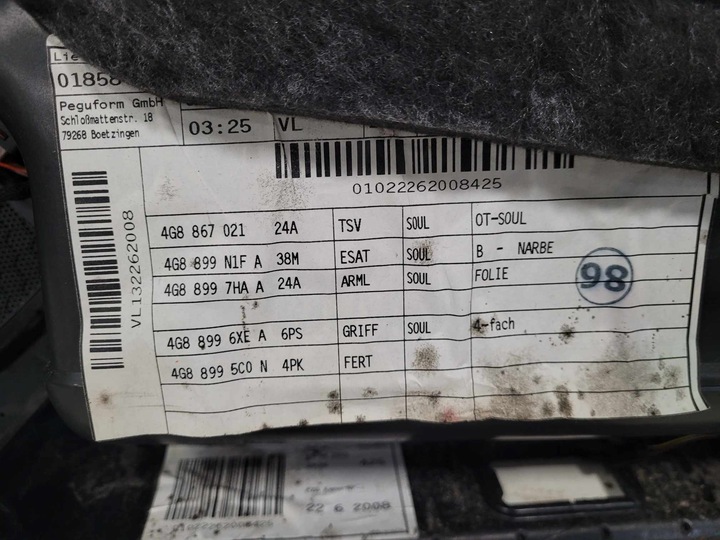 01858
Peguform GmbH
Schloßmattenstr. 18
79268 Boetzingen
03:25 VL
01022262008425
VL132262008
4G8 867 021 24A TSV SOUL OT-SOUL
4G8 899 N1F A 38M ESAT SOUL B - NARBE
4G8 899 7HA A 24A ARML SOUL FOLIE
98
4G8 899 6XE A 6PS GRIFF SOUL 4-fach
4G8 899 5C0 N 4PK FERT
22 6 2008